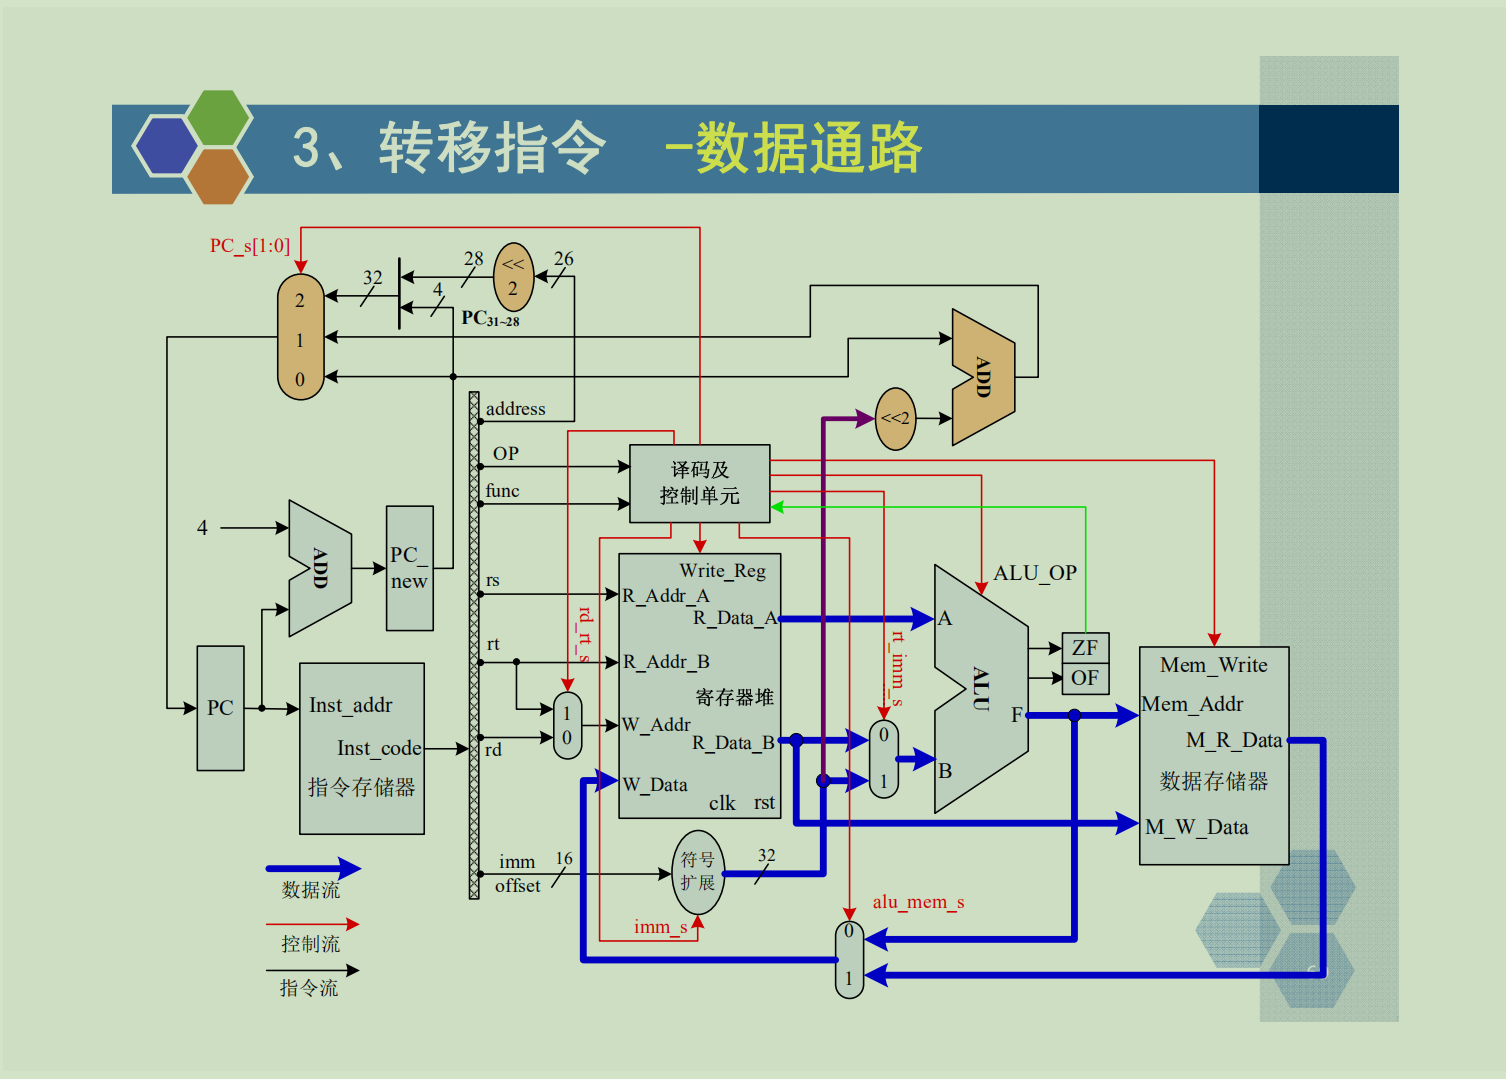 3、转移指令 -数据通路
PC_s[1:0]
32
28
<<
2
26
4
PC31~28
2
1
0
ADD
<<2
address
OP
func
译码及
控制单元
4
ADD
PC_
new
rs
rt
rd
rd_rt_s
Write_Reg
R_Addr_A
R_Data_A
R_Addr_B
寄存器堆
W_Addr
R_Data_B
W_Data
clk rst
1
0
rt_imm_s
0
1
ALU_OP
A
ALU
F
B
ZF
OF
Mem_Write
Mem_Addr
M_R_Data
数据存储器
M_W_Data
PC
Inst_addr
Inst_code
指令存储器
imm
offset
16
符号
扩展
32
imm_s
alu_mem_s
0
1
数据流
控制流
指令流